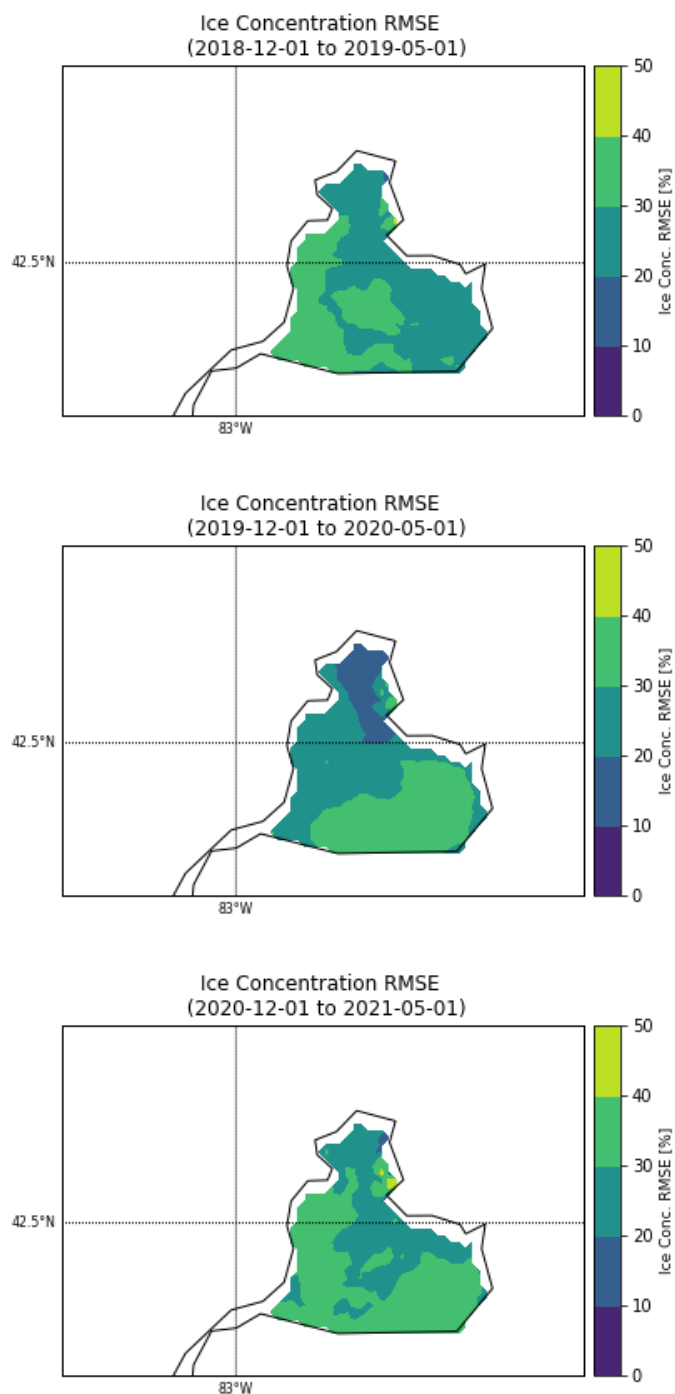 Ice Concentration RMSE
(2018-12-01 to 2019-05-01)
50
40
30
20
10
0
Ice Conc. RMSE [%]
42.5°N
83°W
Ice Concentration RMSE
(2019-12-01 to 2020-05-01)
50
40
30
20
10
0
Ice Conc. RMSE [%]
42.5°N
83°W
Ice Concentration RMSE
(2020-12-01 to 2021-05-01)
50
40
30
20
10
0
Ice Conc. RMSE [%]
42.5°N
83°W